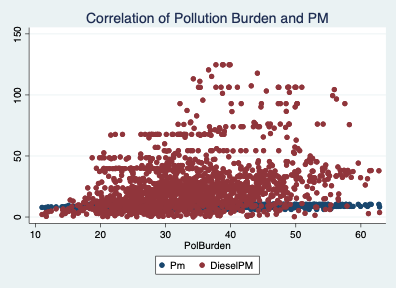 Correlation of Pollution Burden and PM
150
100
50
0
10 20 30 40 50 60
PolBurden
Pm DieselPM